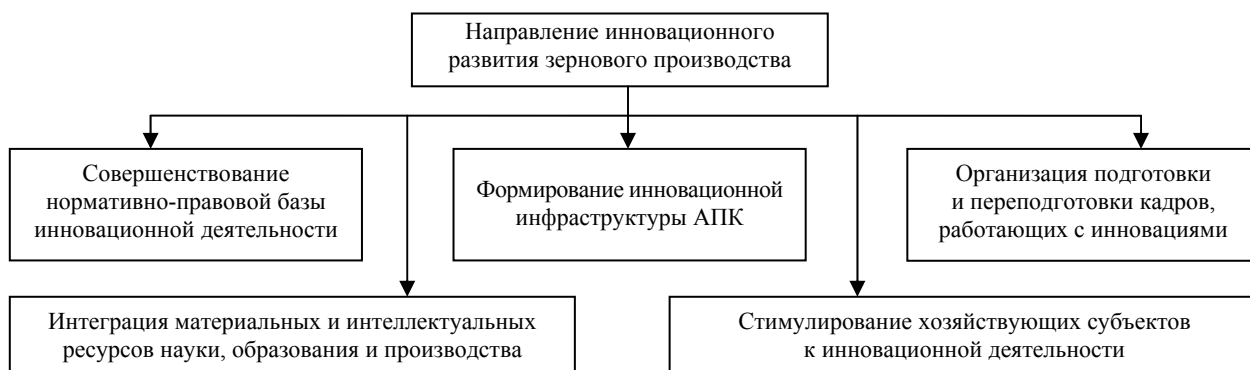 Направление инновационного
развития зернового производства
Совершенствование
нормативно-правовой базы
инновационной деятельности
Формирование инновационной
инфраструктуры АПК
Организация подготовки
и переподготовки кадров,
работающих с инновациями
Интеграция материальных и интеллектуальных
ресурсов науки, образования и производства
Стимулирование хозяйствующих субъектов
к инновационной деятельности